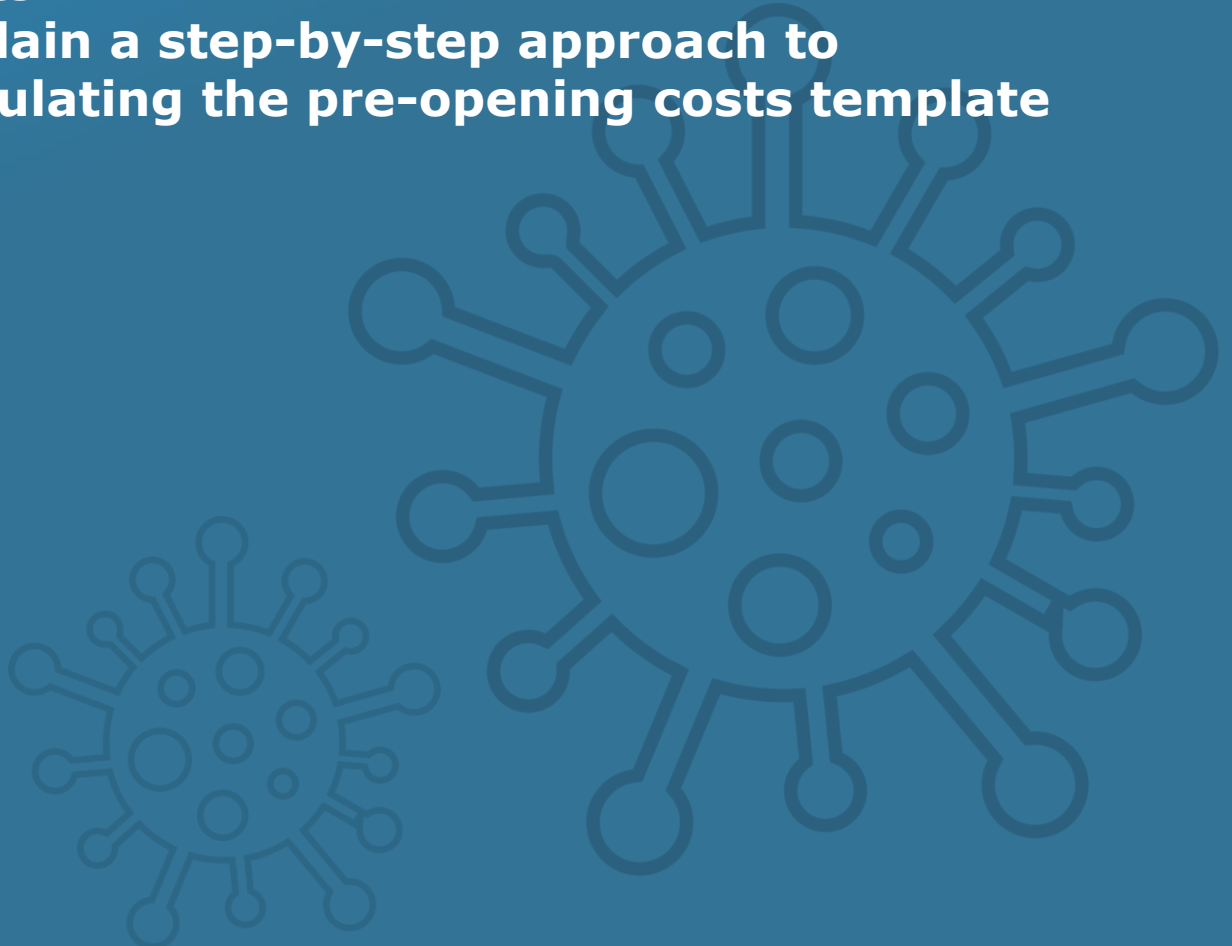 lain a step-by-step approach to
ulating the pre-opening costs template